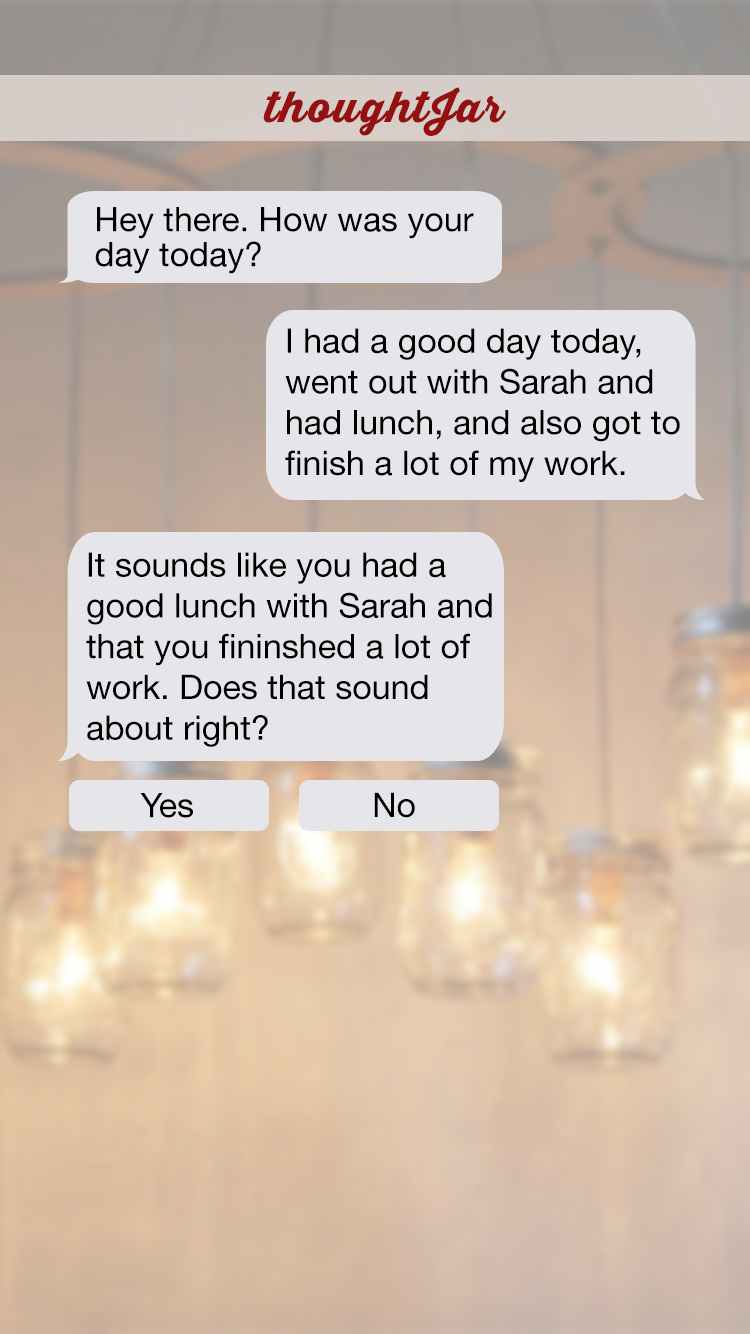 thoughtJar
Hey there. How was your
day today?
I had a good day today,
went out with Sarah and
had lunch, and also got to
finish a lot of my work.
It sounds like you had a
good lunch with Sarah and
that you fininshed a lot of
work. Does that sound
about right?
Yes
No